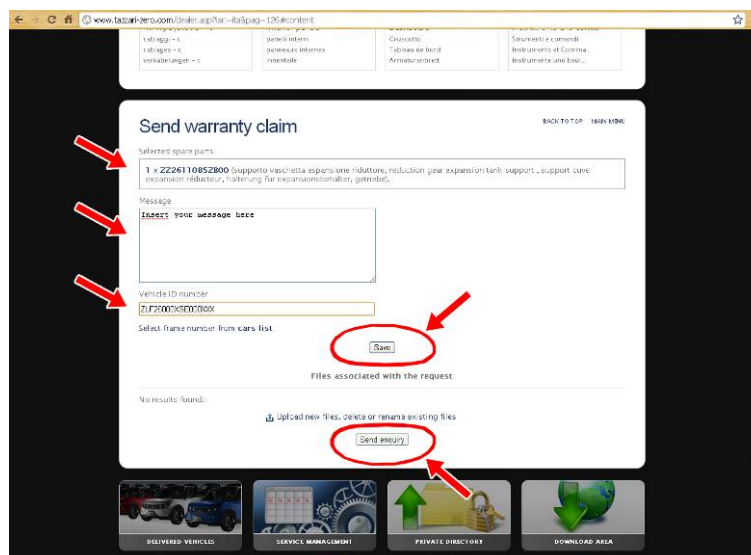 www.tazzari-zero.com/dealer.asp?lan=ita&pag=126#content
cablaggi - c
cablages - c
verkabelungen - c
panelli interni
panneaux internes
innenteile
Cruscotto
Tableau de bord
Armaturenbrett
Strumenti e comandi
Instruments et Comma...
Instrumente und bedi...
Send warranty claim
BACK TO TOP MAIN MENU
Selected spare parts
1 x ZZ261108SZB00 (supporto vaschetta espansione riduttore, reduction gear expansion tank support , support cuve
expansion réducteur, halterung für expansionsbehälter, getriebe).
Message
Insert your message here
Vehicle ID number
Select frame number from cars list
Save
Files associated with the request
No results found.
Upload new files, delete or rename existing files
Send enquiry
DELIVERED VEHICLES
SERVICE MANAGEMENT
PRIVATE DIRECTORY
DOWNLOAD AREA